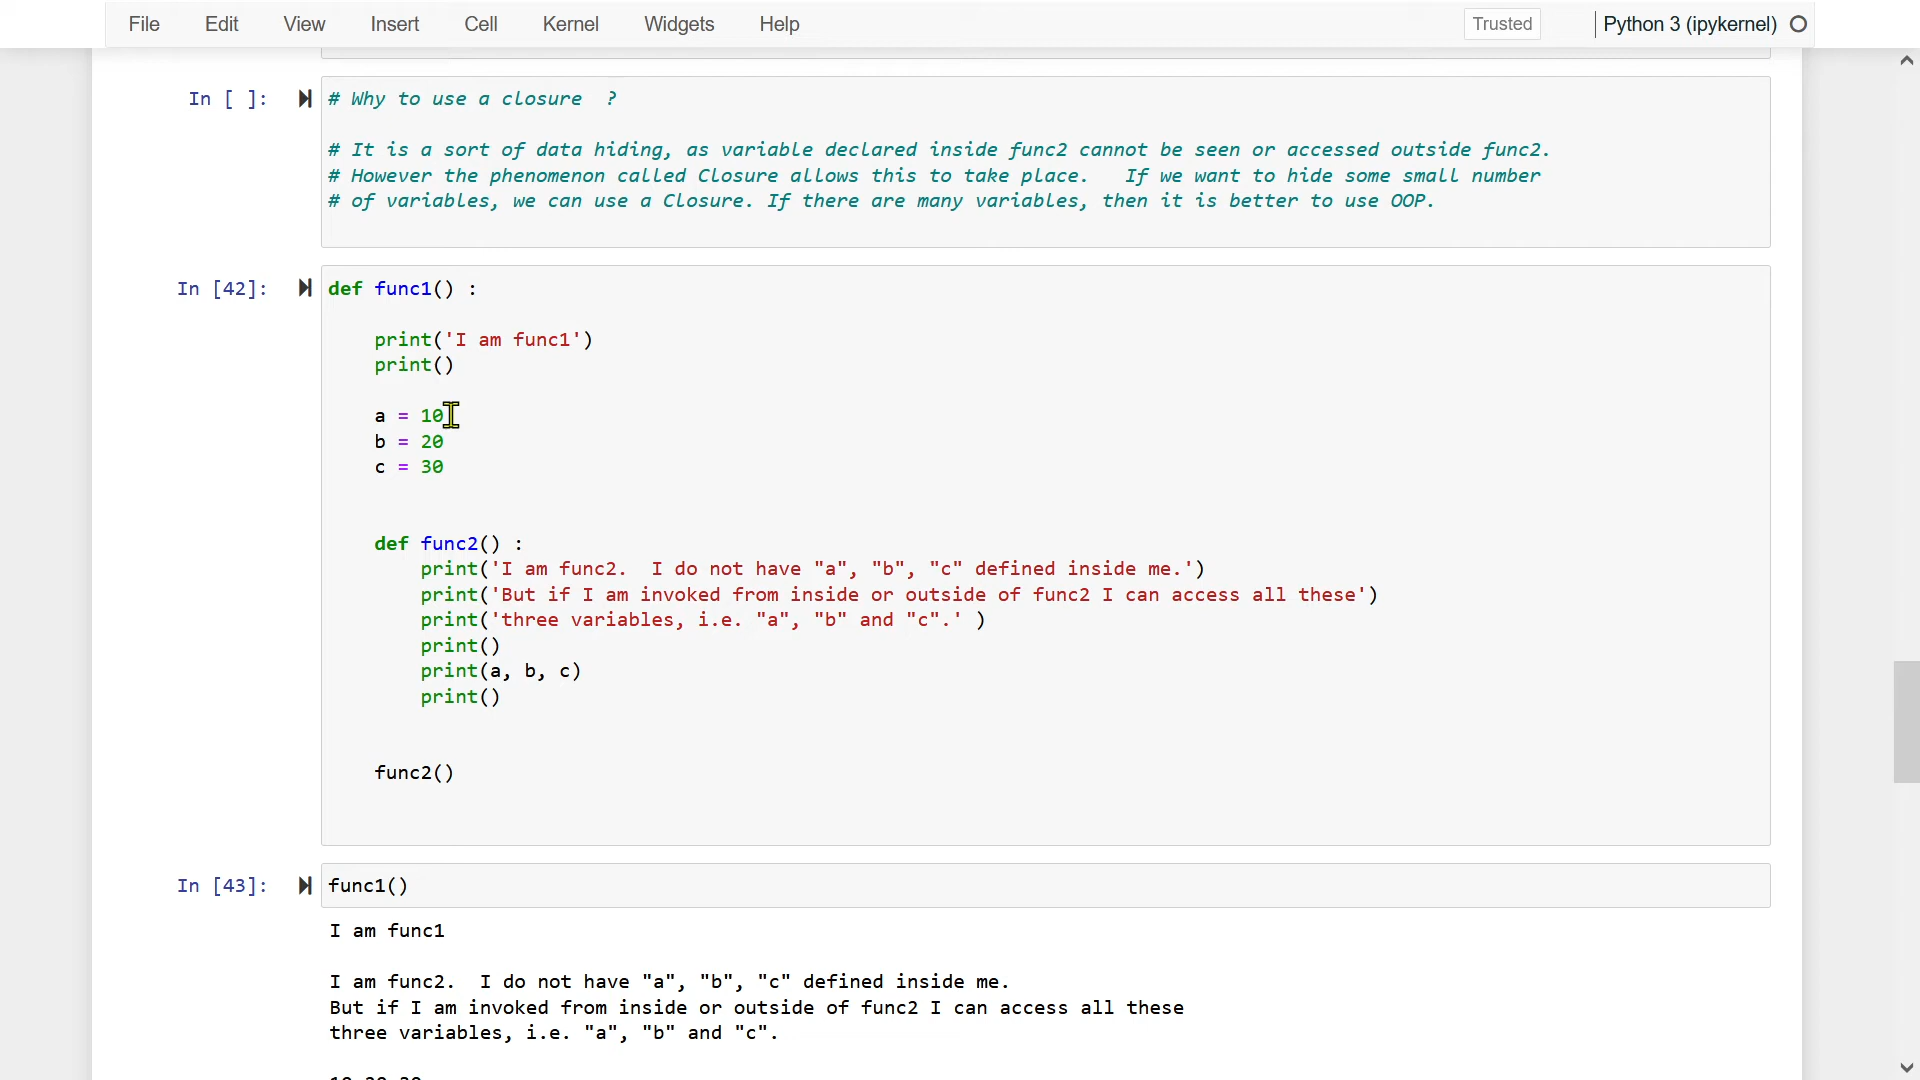 File Edit View Insert Cell Kernel Widgets Help Trusted Python 3 (ipykernel)
In [ ]: # Why to use a closure  ?
# It is a sort of data hiding, as variable declared inside func2 cannot be seen or accessed outside func2.
# However the phenomenon called Closure allows this to take place.   If we want to hide some small number
# of variables, we can use a Closure. If there are many variables, then it is better to use OOP.
In [42]: def func1() :
print('I am func1')
print()
a = 10
b = 20
c = 30
def func2() :
print('I am func2.  I do not have "a", "b", "c" defined inside me.')
print('But if I am invoked from inside or outside of func2 I can access all these')
print('three variables, i.e. "a", "b" and "c".' )
print()
print(a, b, c)
print()
func2()
In [43]: func1()
I am func1
I am func2.  I do not have "a", "b", "c" defined inside me.
But if I am invoked from inside or outside of func2 I can access all these
three variables, i.e. "a", "b" and "c".